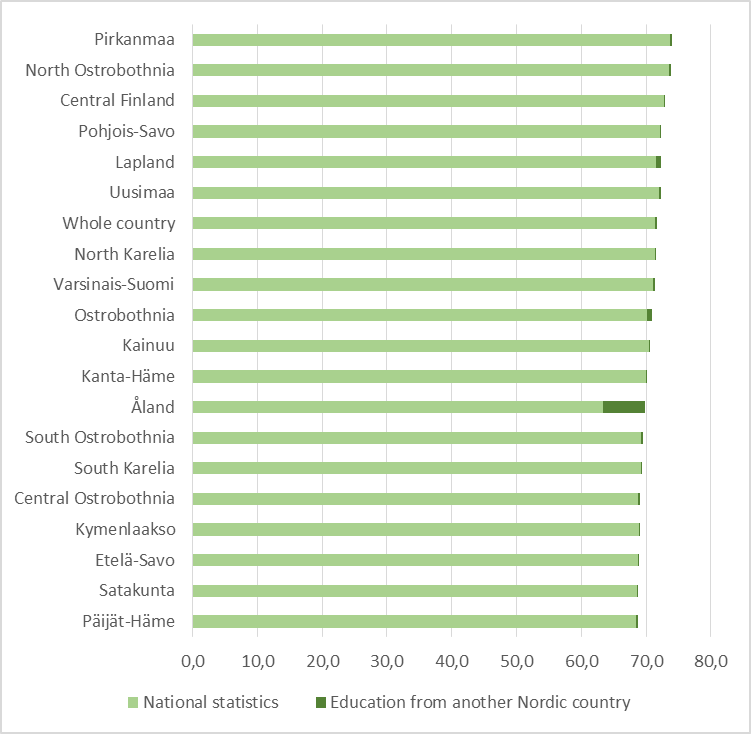 Pirkanmaa
North Ostrobothnia
Central Finland
Pohjois-Savo
Lapland
Uusimaa
Whole country
North Karelia
Varsinais-Suomi
Ostrobothnia
Kainuu
Kanta-Häme
Åland
South Ostrobothnia
South Karelia
Central Ostrobothnia
Kymenlaakso
Etelä-Savo
Satakunta
Päijät-Häme
0,0 10,0 20,0 30,0 40,0 50,0 60,0 70,0 80,0
National statistics Education from another Nordic country